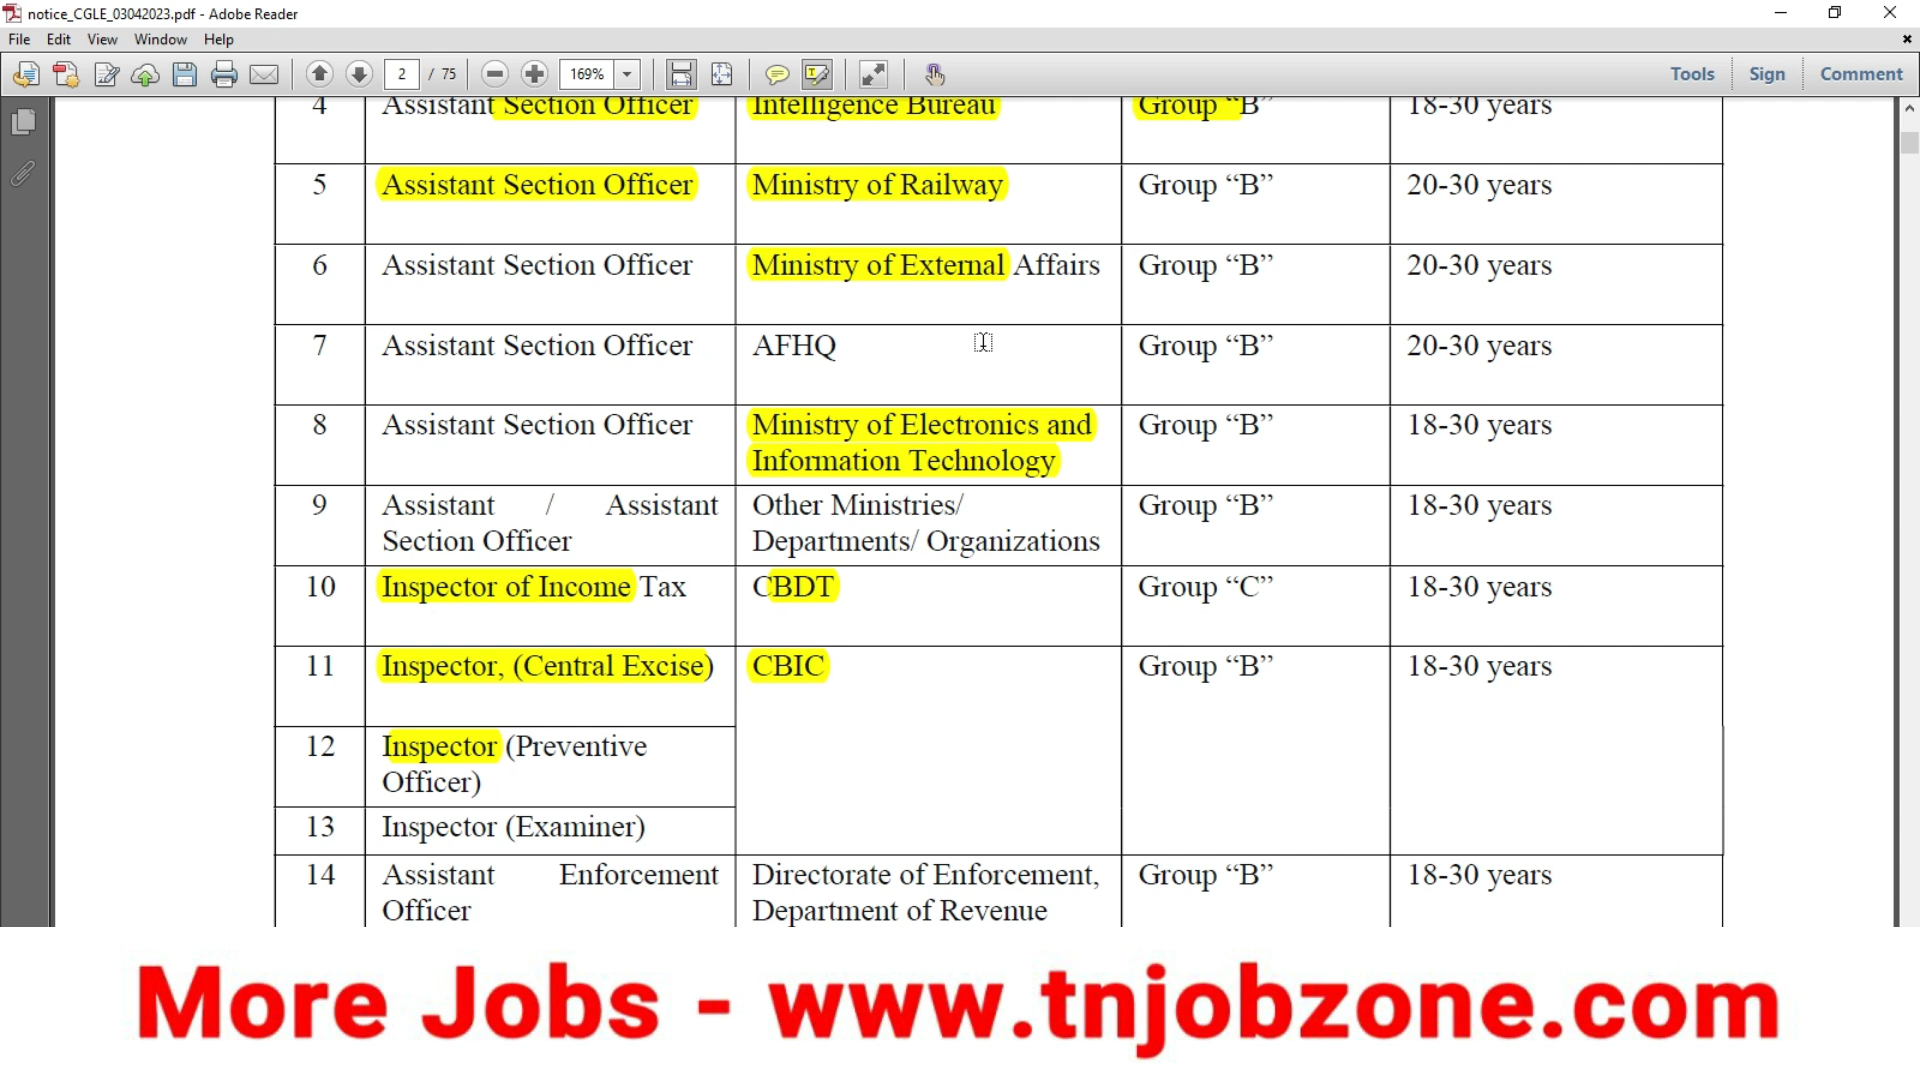 notice_CGLE_03042023.pdf - Adobe Reader
File Edit View Window Help
2 / 75 169% Tools Sign Comment
4 Assistant Section Officer Intelligence Bureau Group “B” 18-30 years
5 Assistant Section Officer Ministry of Railway Group “B” 20-30 years
6 Assistant Section Officer Ministry of External Affairs Group “B” 20-30 years
7 Assistant Section Officer AFHQ Group “B” 20-30 years
8 Assistant Section Officer Ministry of Electronics and Group “B” 18-30 years
Information Technology
9 Assistant / Assistant Other Ministries/ Group “B” 18-30 years
Section Officer Departments/ Organizations
10 Inspector of Income Tax CBDT Group “C” 18-30 years
11 Inspector, (Central Excise) CBIC Group “B” 18-30 years
12 Inspector (Preventive
Officer)
13 Inspector (Examiner)
14 Assistant Enforcement Directorate of Enforcement, Group “B” 18-30 years
Officer Department of Revenue
More Jobs - www.tnjobzone.com